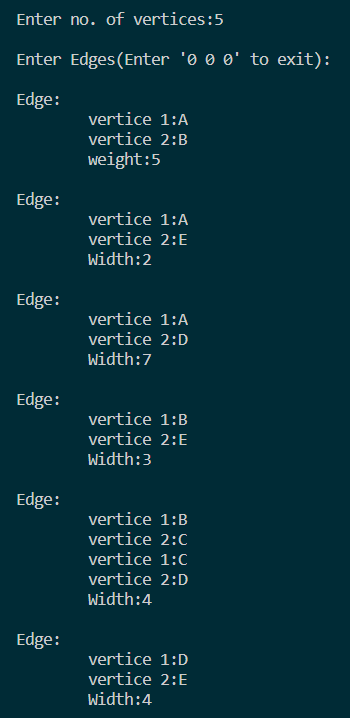 Enter no. of vertices:5
Enter Edges(Enter '0 0 0' to exit):
Edge:
vertice 1:A
vertice 2:B
weight:5
Edge:
vertice 1:A
vertice 2:E
Width:2
Edge:
vertice 1:A
vertice 2:D
Width:7
Edge:
vertice 1:B
vertice 2:E
Width:3
Edge:
vertice 1:B
vertice 2:C
vertice 1:C
vertice 2:D
Width:4
Edge:
vertice 1:D
vertice 2:E
Width:4